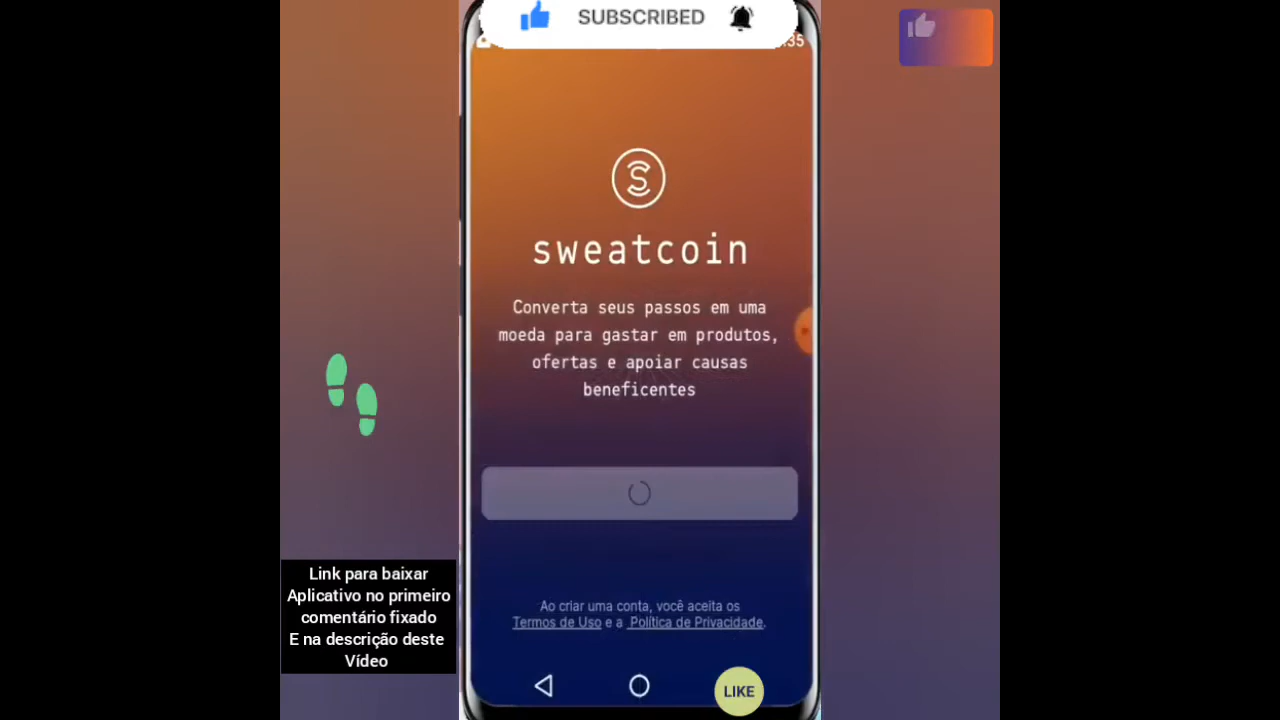 SUBSCRIBED
:35
sweatcoin
Converta seus passos em uma
moeda para gastar em produtos,
ofertas e apoiar causas
beneficentes
Link para baixar
Aplicativo no primeiro
comentário fixado
E na descrição deste
Vídeo
Ao criar uma conta, você aceita os
Termos de Uso e a Política de Privacidade.
LIKE